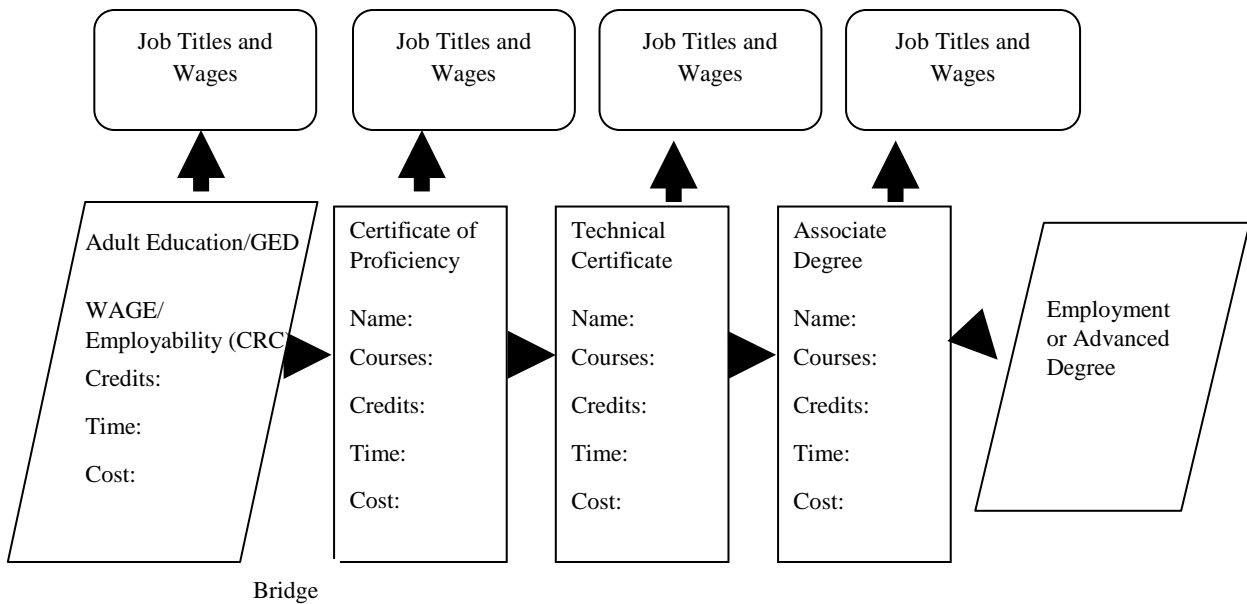 Job Titles and
Wages
Job Titles and
Wages
Job Titles and
Wages
Job Titles and
Wages
Adult Education/GED
WAGE/
Employability (CRC)
Credits:
Time:
Cost:
Certificate of
Proficiency
Name:
Courses:
Credits:
Time:
Cost:
Technical
Certificate
Name:
Courses:
Credits:
Time:
Cost:
Associate
Degree
Name:
Courses:
Credits:
Time:
Cost:
Employment
or Advanced
Degree
Bridge